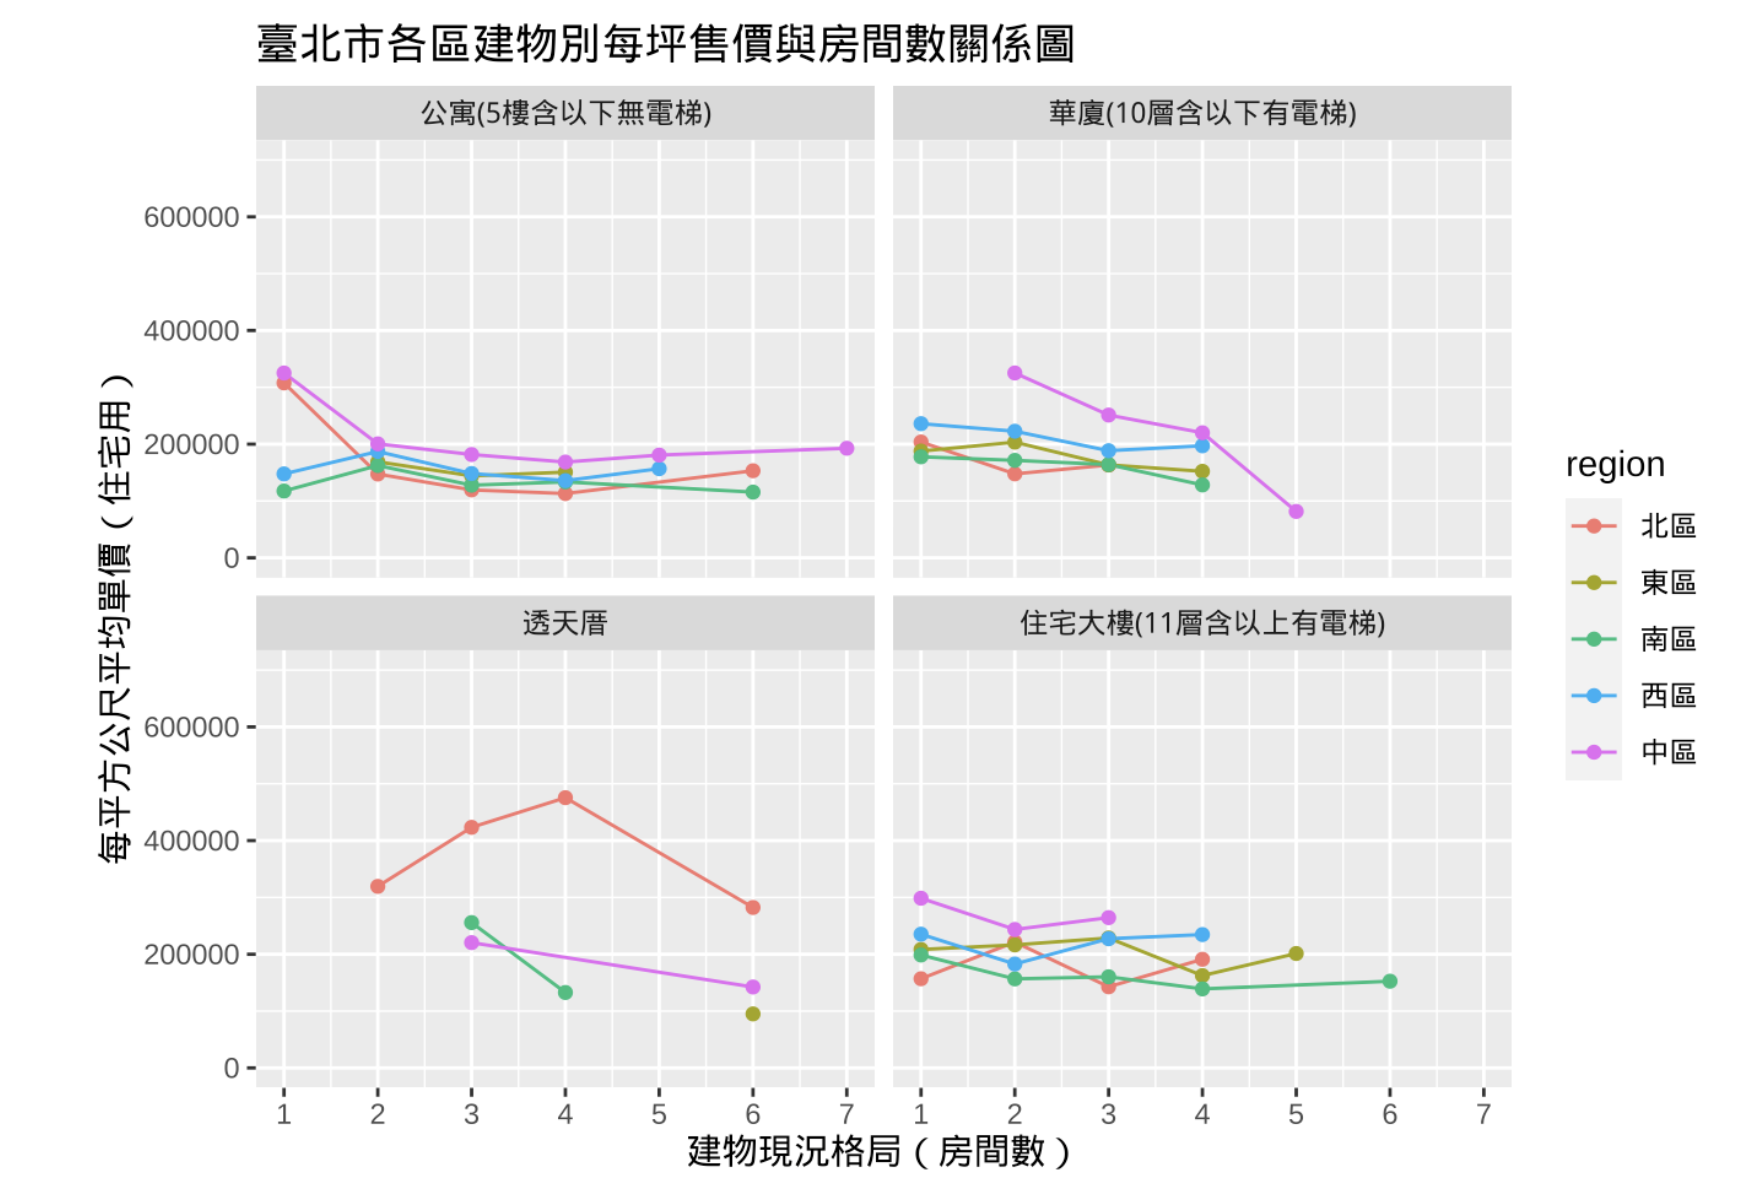 臺北市各區建物別每坪售價與房間數關係圖
公寓(5樓含以下無電梯)
華廈(10層含以下有電梯)
600000
400000
200000
0
透天厝
住宅大樓(11層含以上有電梯)
600000
400000
200000
0
1 2 3 4 5 6 7
1 2 3 4 5 6 7
建物現況格局（房間數）
每平方公尺平均單價（住宅用）
region
北區
東區
南區
西區
中區